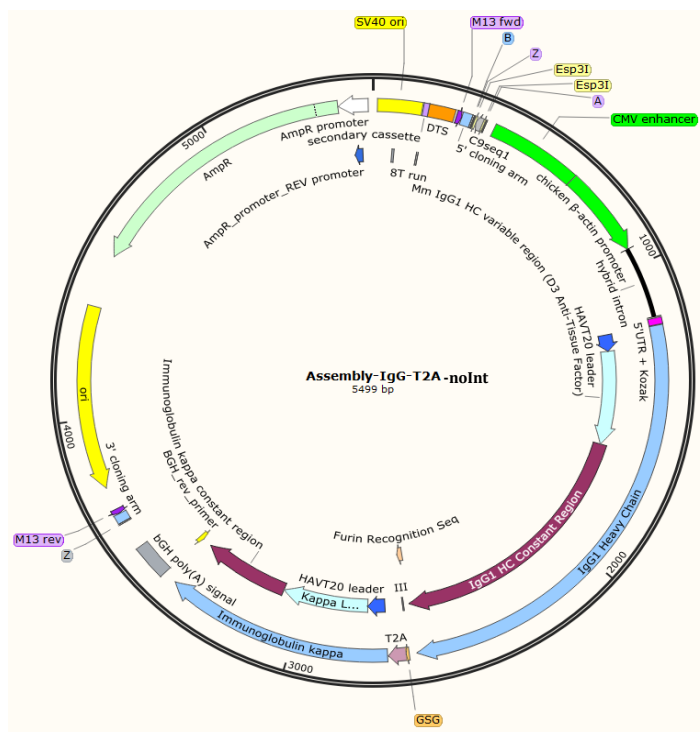 SV40 ori
M13 fwd
B
Z
Esp3I
Esp3I
A
CMV enhancer
AmpR promoter
secondary cassette
DTS
C9seq1
5' cloning arm
5000
AmpR
AmpR_promoter_REV promoter
8T run
Mm IgG1 HC variable region (D3 Anti-Tissue Factor)
chicken β-actin promoter
1000
hybrid intron
HAVT20 leader
5'UTR + Kozak
Assembly-IgG-T2A-noInt
5499 bp
ori
4000
3' cloning arm
Immunoglobulin kappa constant region
BGH_rev_primer
M13 rev
Z
bGH poly(A) signal
Furin Recognition Seq
IgG1 HC Constant Region
IgG1 Heavy Chain
2000
HAVT20 leader
III
Kappa L...
T2A
Immunoglobulin kappa
3000
GSG